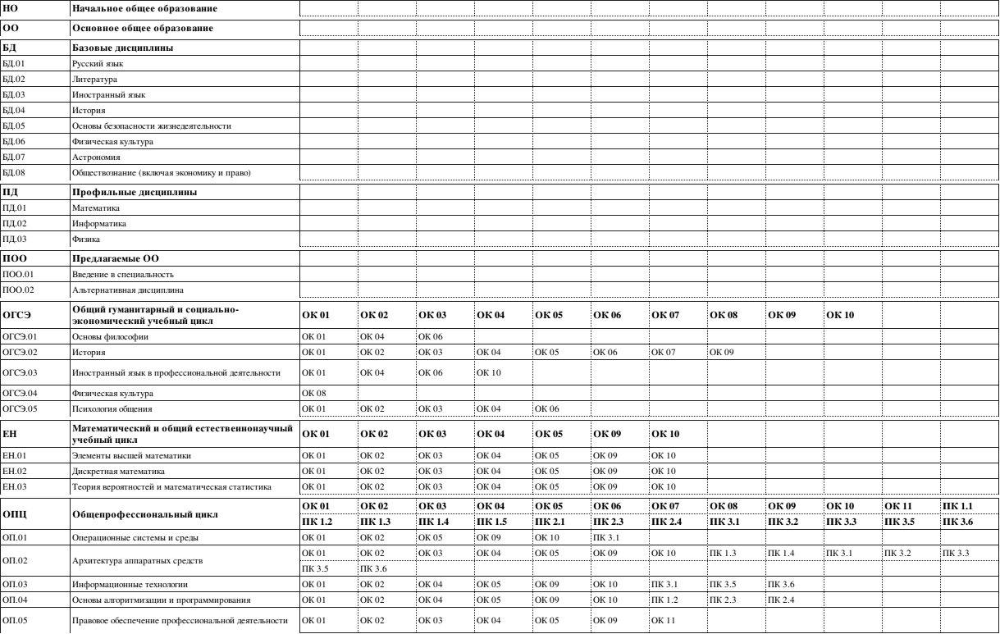 НО Начальное общее образование
ОО Основное общее образование
БД Базовые дисциплины
БД.01 Русский язык
БД.02 Литература
БД.03 Иностранный язык
БД.04 История
БД.05 Основы безопасности жизнедеятельности
БД.06 Физическая культура
БД.07 Астрономия
БД.08 Обществознание (включая экономику и право)
ПД Профильные дисциплины
ПД.01 Математика
ПД.02 Информатика
ПД.03 Физика
ПОО Предлагаемые ОО
ПОО.01 Введение в специальность
ПОО.02 Альтернативная дисциплина
ОГСЭ Общий гуманитарный и социально-
экономический учебный цикл ОК 01 ОК 02 ОК 03 ОК 04 ОК 05 ОК 06 ОК 07 ОК 08 ОК 09 ОК 10
ОГСЭ.01 Основы философии ОК 01 ОК 04 ОК 06
ОГСЭ.02 История ОК 01 ОК 02 ОК 03 ОК 04 ОК 05 ОК 06 ОК 07 ОК 09
ОГСЭ.03 Иностранный язык в профессиональной деятельности ОК 01 ОК 04 ОК 06 ОК 10
ОГСЭ.04 Физическая культура ОК 08
ОГСЭ.05 Психология общения ОК 01 ОК 02 ОК 03 ОК 04 ОК 06
ЕН Математический и общий естественнонаучный
учебный цикл ОК 01 ОК 02 ОК 03 ОК 04 ОК 05 ОК 09 ОК 10
ЕН.01 Элементы высшей математики ОК 01 ОК 02 ОК 03 ОК 04 ОК 05 ОК 09 ОК 10
ЕН.02 Дискретная математика ОК 01 ОК 02 ОК 03 ОК 04 ОК 05 ОК 09 ОК 10
ЕН.03 Теория вероятностей и математическая статистика ОК 01 ОК 02 ОК 03 ОК 04 ОК 05 ОК 09 ОК 10
ОПЦ Общепрофессиональный цикл ОК 01 ОК 02 ОК 03 ОК 04 ОК 05 ОК 06 ОК 07 ОК 08 ОК 09 ОК 10 ОК 11 ПК 1.1
ПК 1.2 ПК 1.3 ПК 1.4 ПК 1.5 ПК 2.1 ПК 2.3 ПК 2.4 ПК 3.1 ПК 3.2 ПК 3.3 ПК 3.5 ПК 3.6
ОП.01 Операционные системы и среды ОК 01 ОК 02 ОК 05 ОК 09 ОК 10 ПК 3.1
ОП.02 Архитектура аппаратных средств ОК 01 ОК 02 ОК 03 ОК 04 ОК 05 ОК 09 ОК 10 ПК 1.3 ПК 1.4 ПК 3.1 ПК 3.2 ПК 3.3
ПК 3.5 ПК 3.6
ОП.03 Информационные технологии ОК 01 ОК 02 ОК 04 ОК 05 ОК 09 ОК 10 ПК 3.1 ПК 3.5 ПК 3.6
ОП.04 Основы алгоритмизации и программирования ОК 01 ОК 02 ОК 04 ОК 05 ОК 09 ОК 10 ПК 1.2 ПК 2.3 ПК 2.4
ОП.05 Правовое обеспечение профессиональной деятельности ОК 01 ОК 02 ОК 03 ОК 04 ОК 05 ОК 09 ОК 11